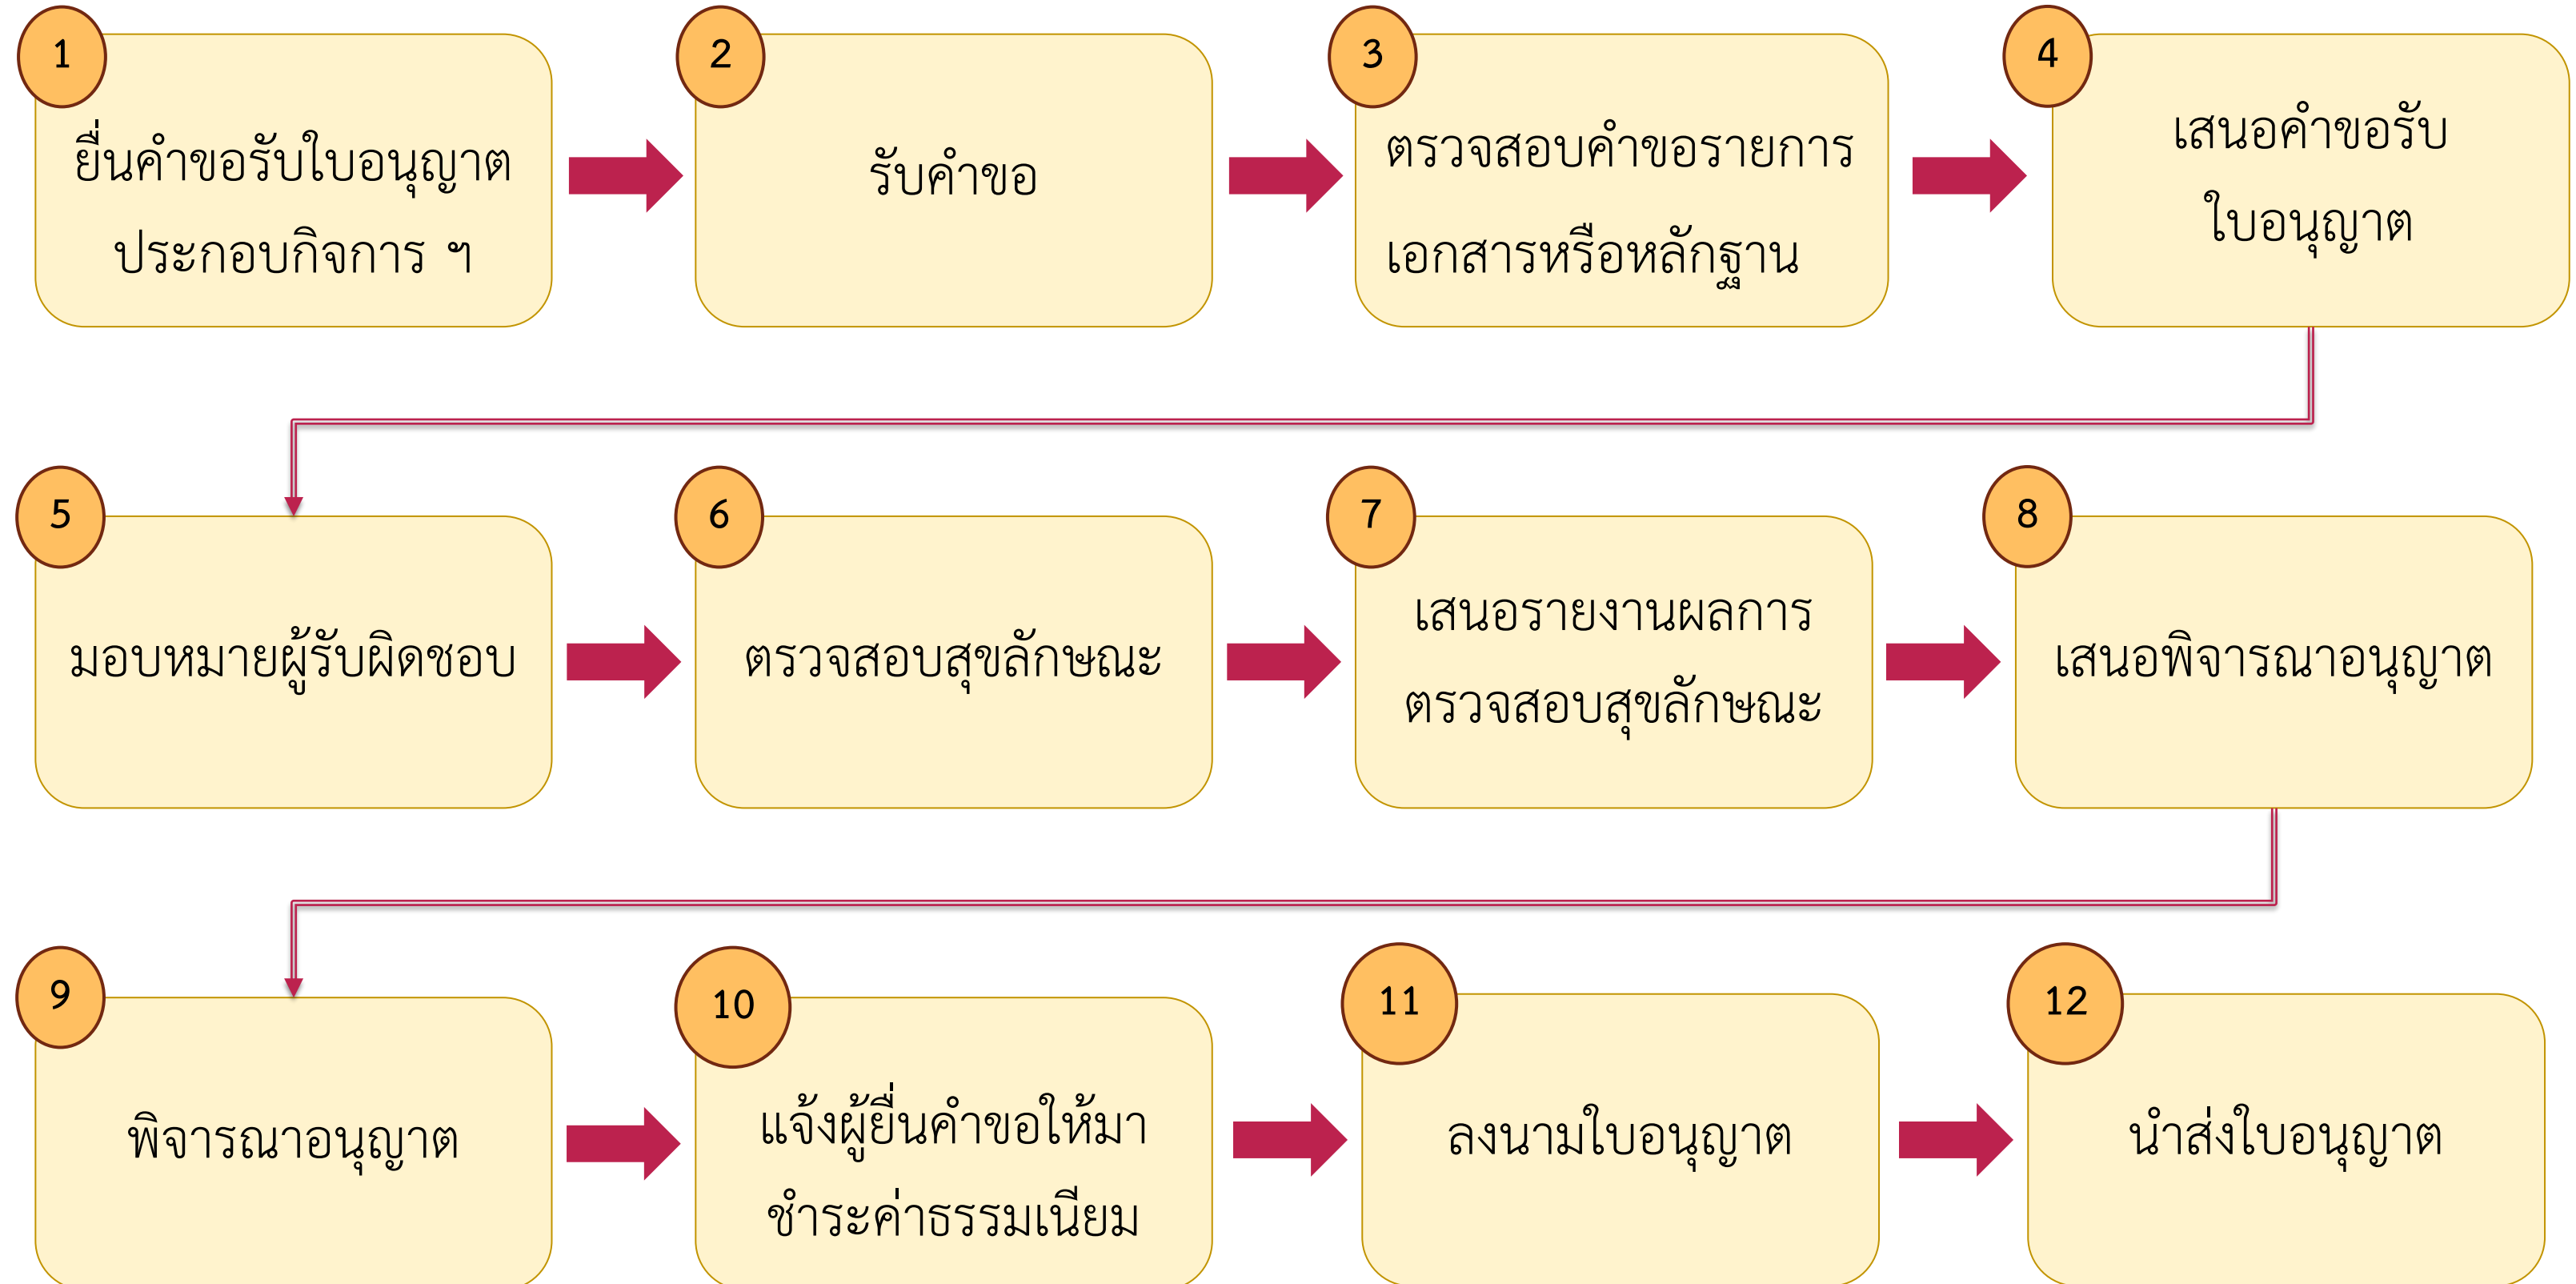 1
ยื่นคำขอรับใบอนุญาต
ประกอบกิจการ ฯ
2
รับคำขอ
3
ตรวจสอบคำขอรายการ
เอกสารหรือหลักฐาน
4
เสนอคำขอรับ
ใบอนุญาต
5
มอบหมายผู้รับผิดชอบ
6
ตรวจสอบสุขลักษณะ
7
เสนอรายงานผลการ
ตรวจสอบสุขลักษณะ
8
เสนอพิจารณาอนุญาต
9
พิจารณาอนุญาต
10
แจ้งผู้ยื่นคำขอให้มา
ชำระค่าธรรมเนียม
11
ลงนามใบอนุญาต
12
นำส่งใบอนุญาต